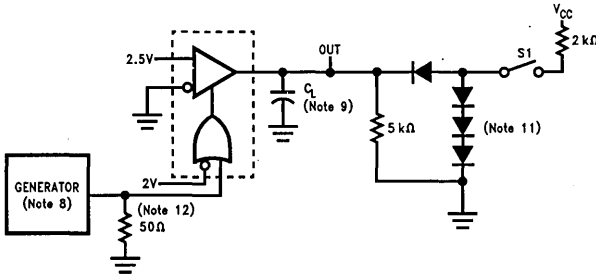 V_CC
2 kΩ
S1
OUT
2.5V
C_L
(Note 9)
5 kΩ
(Note 11)
2V
GENERATOR
(Note 8)
(Note 12)
50Ω